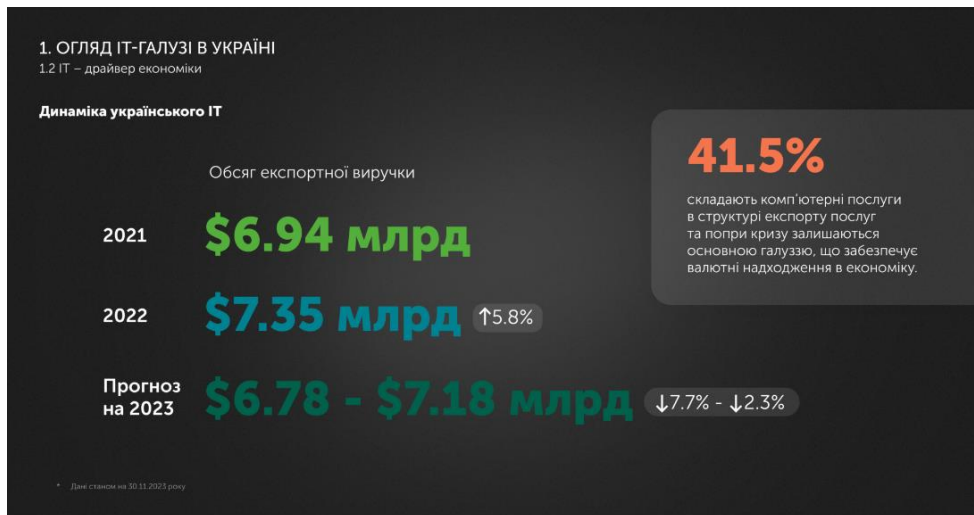 1. ОГЛЯД ІТ-ГАЛУЗІ В УКРАЇНІ
1.2 ІТ – драйвер економіки
Динаміка українського ІТ
Обсяг експортної виручки
2021
$6.94 млрд
2022
$7.35 млрд
↑5.8%
Прогноз
на 2023
$6.78 - $7.18 млрд
↓7.7% - ↓2.3%
41.5%
складають комп'ютерні послуги
в структурі експорту послуг
та попри кризу залишаються
основною галуззю, що забезпечує
валютні надходження в економіку.
* Дані станом на 30.11.2023 року